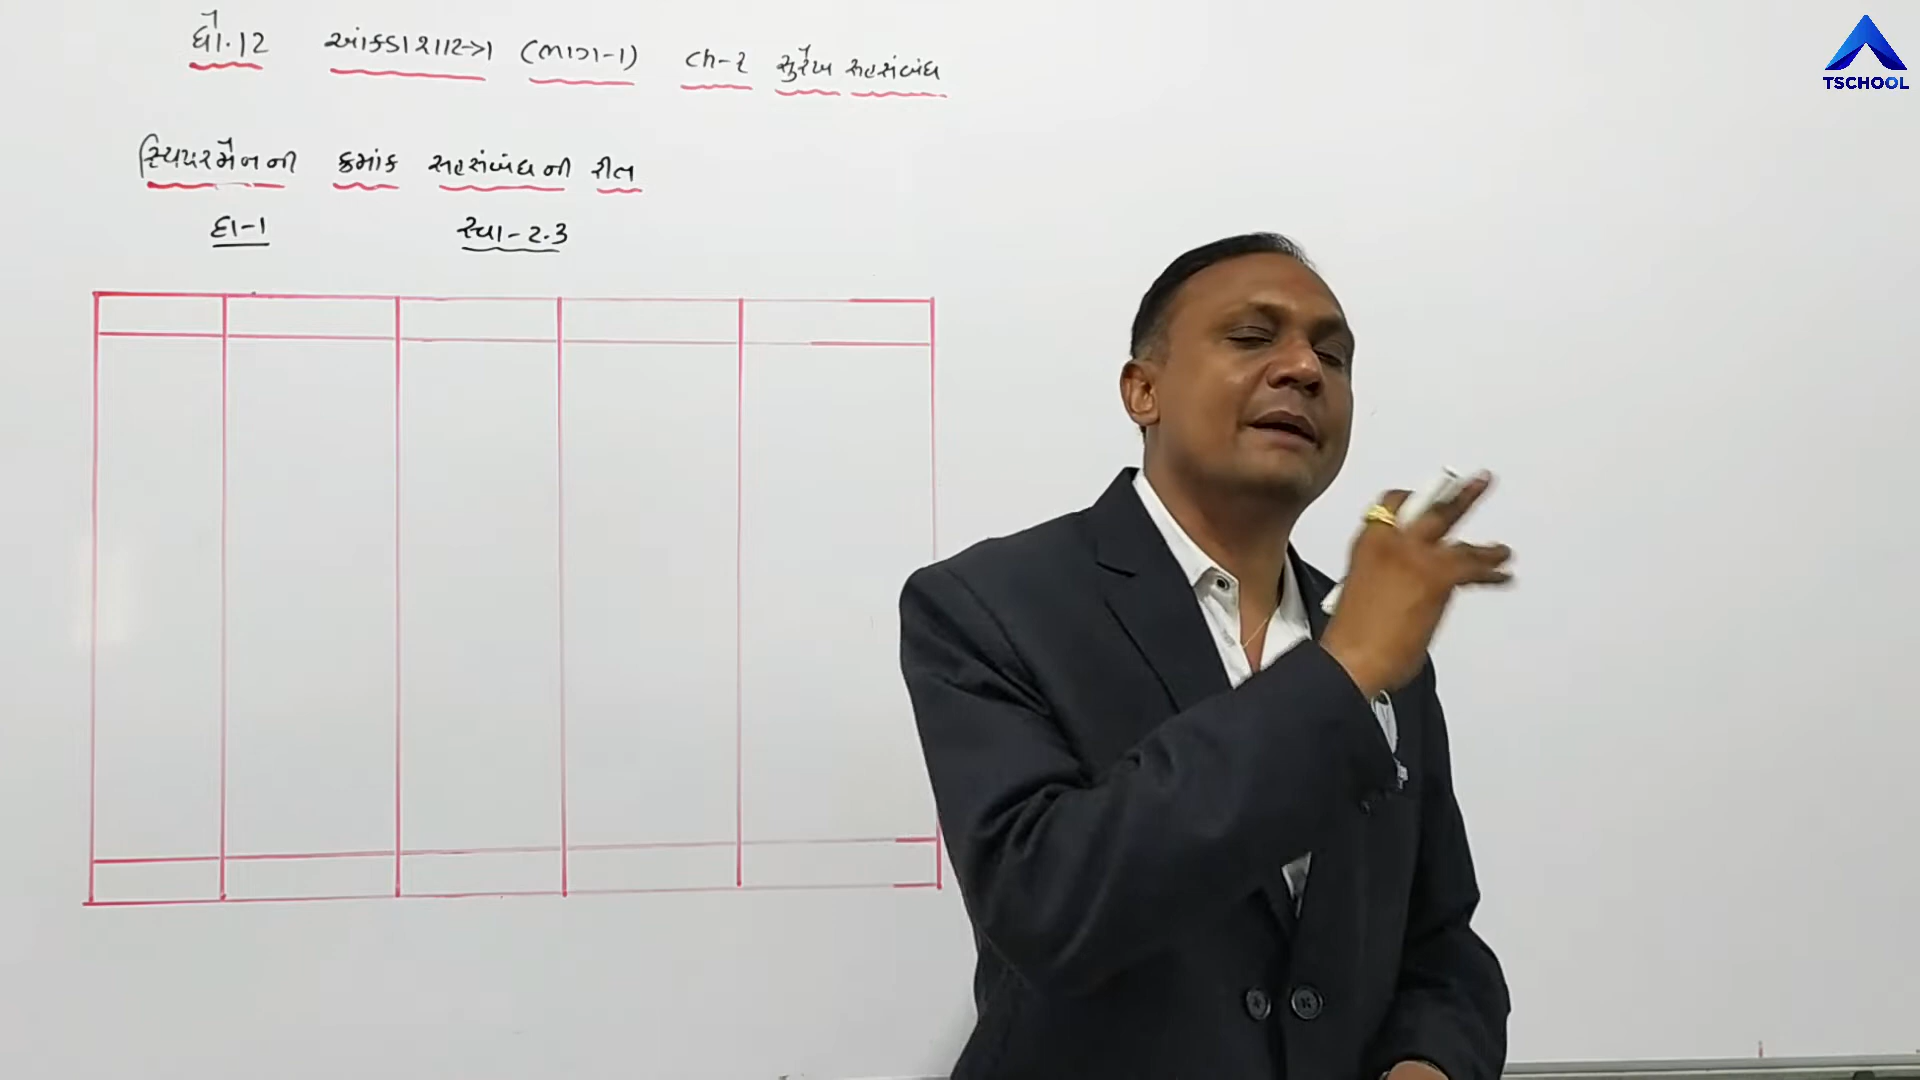 ધો.12 આંકડાશાસ્ત્ર (ભાગ-1) ch-2 સુરેખ સહસંબંધ
સ્પિયરમૅનની ક્રમાંક સહસંબંધની રીત
દા-1 સ્વા-2.3
TSCHOOL